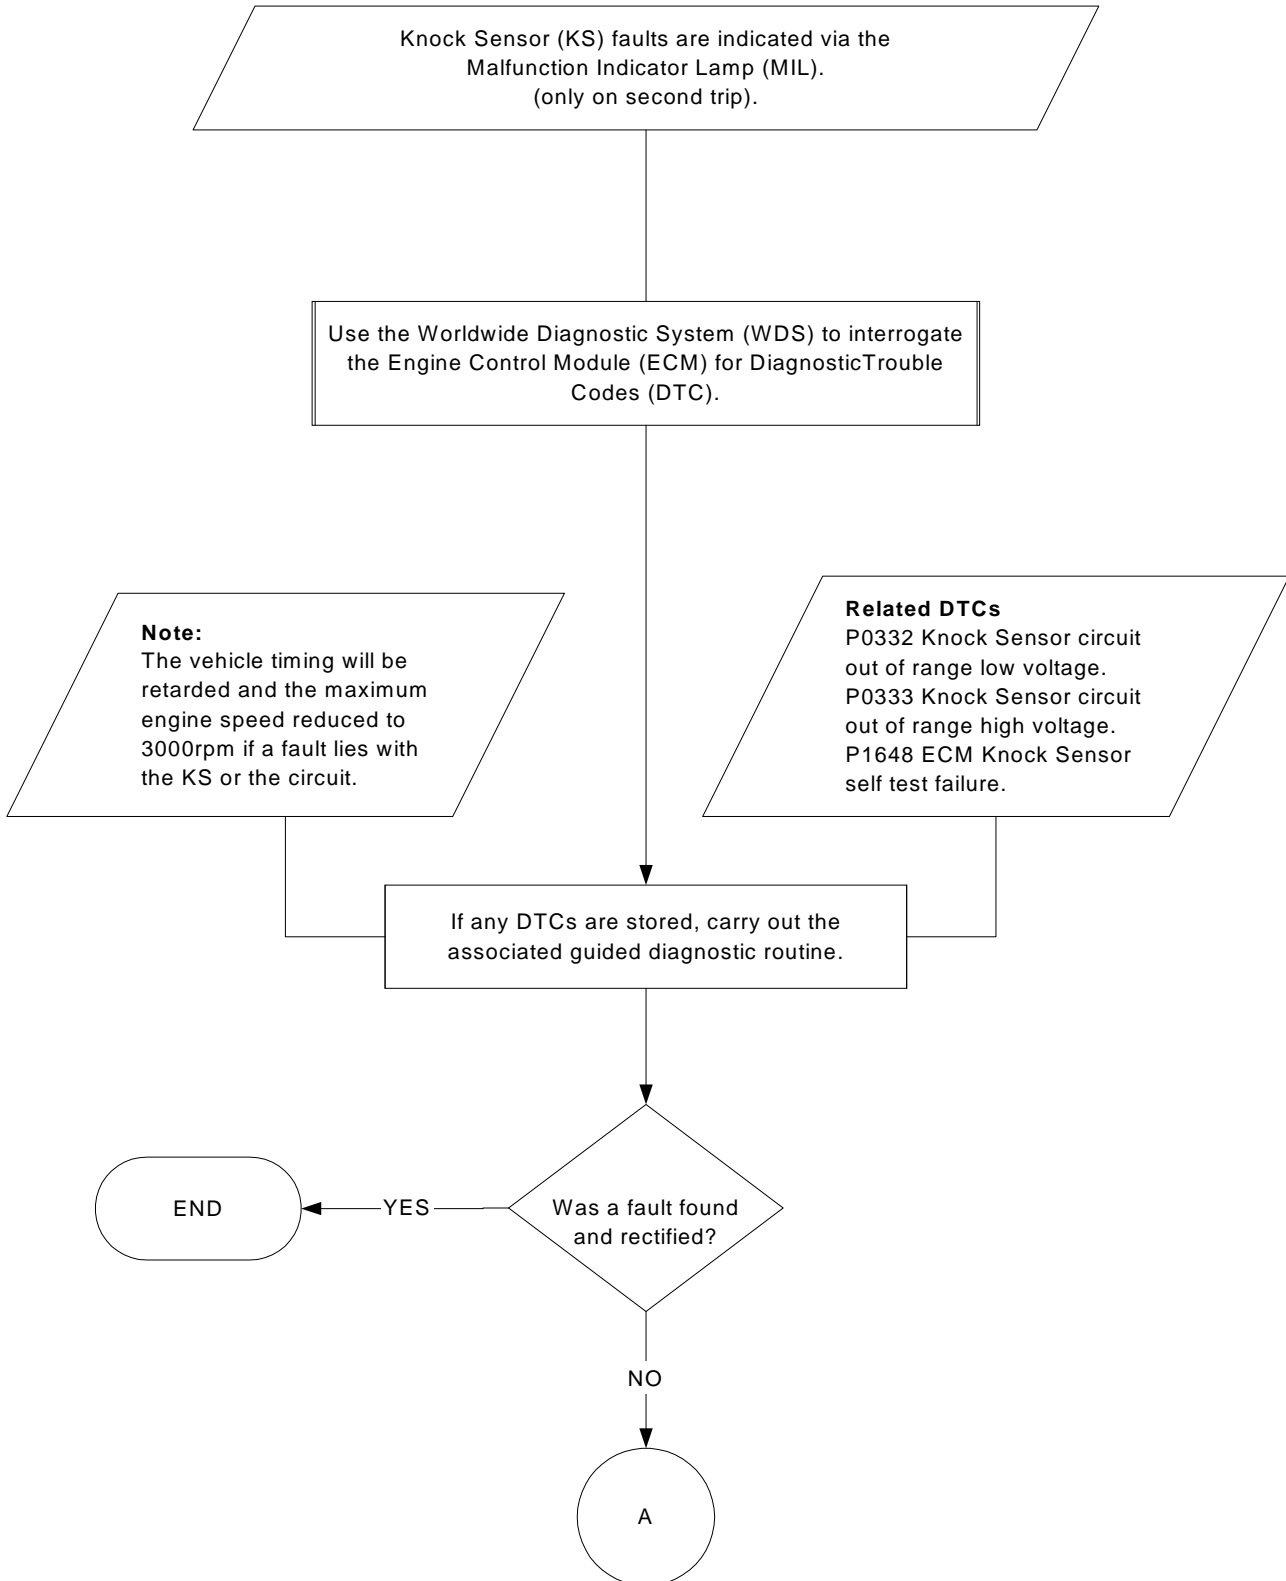 Knock Sensor (KS) faults are indicated via the
Malfunction Indicator Lamp (MIL).
(only on second trip).
Use the Worldwide Diagnostic System (WDS) to interrogate
the Engine Control Module (ECM) for DiagnosticTrouble
Codes (DTC).
Note:
The vehicle timing will be
retarded and the maximum
engine speed reduced to
3000rpm if a fault lies with
the KS or the circuit.
Related DTCs
P0332 Knock Sensor circuit
out of range low voltage.
P0333 Knock Sensor circuit
out of range high voltage.
P1648 ECM Knock Sensor
self test failure.
If any DTCs are stored, carry out the
associated guided diagnostic routine.
Was a fault found
and rectified?
YES
END
NO
A